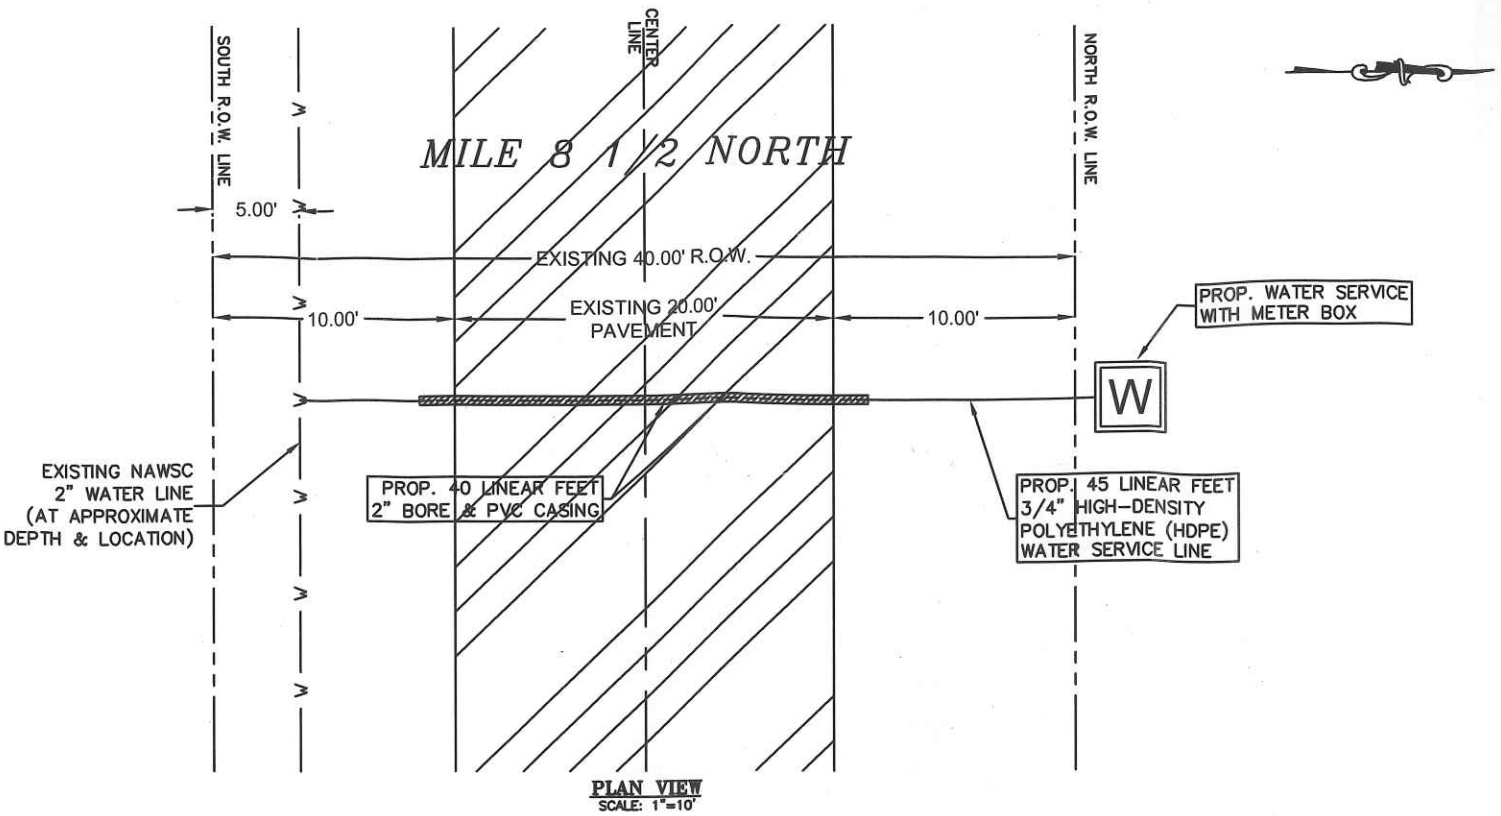 SOUTH R.O.W. LINE
CENTER
LINE
NORTH R.O.W. LINE
MILE 8 1/2 NORTH
5.00'
EXISTING 40.00' R.O.W.
10.00'
EXISTING 20.00'
PAVEMENT
10.00'
PROP. WATER SERVICE
WITH METER BOX
W
W
W
W
W
W
W
W
EXISTING NAWSC
2" WATER LINE
(AT APPROXIMATE
DEPTH & LOCATION)
PROP. 40 LINEAR FEET
2" BORE & PVC CASING
PROP. 45 LINEAR FEET
3/4" HIGH-DENSITY
POLYETHYLENE (HDPE)
WATER SERVICE LINE
PLAN VIEW
SCALE: 1"=10'